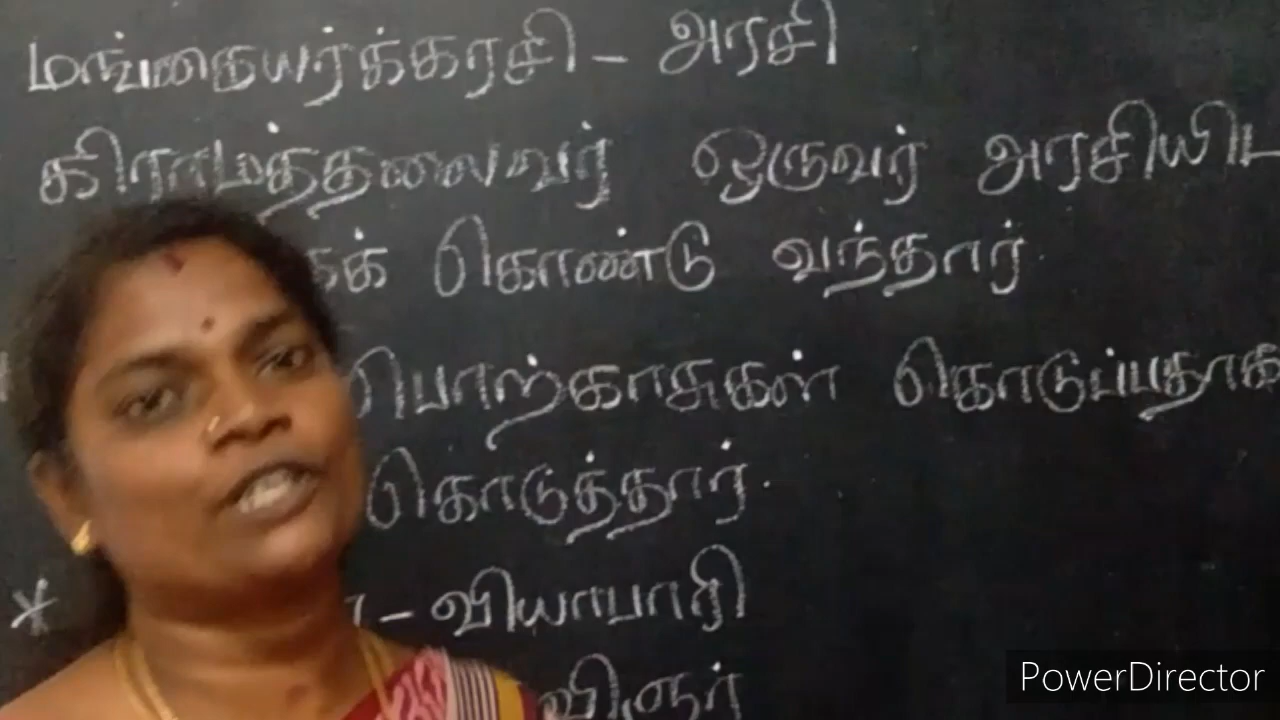 மங்கையர்க்கரசி - அரசி
கிராமத்தலைவர் ஒருவர் அரசியிட
கொண்டு வந்தார்.
பொற்காசுகள் கொடுப்பதாக
கொடுத்தார்.
* - வியாபாரி
PowerDirector